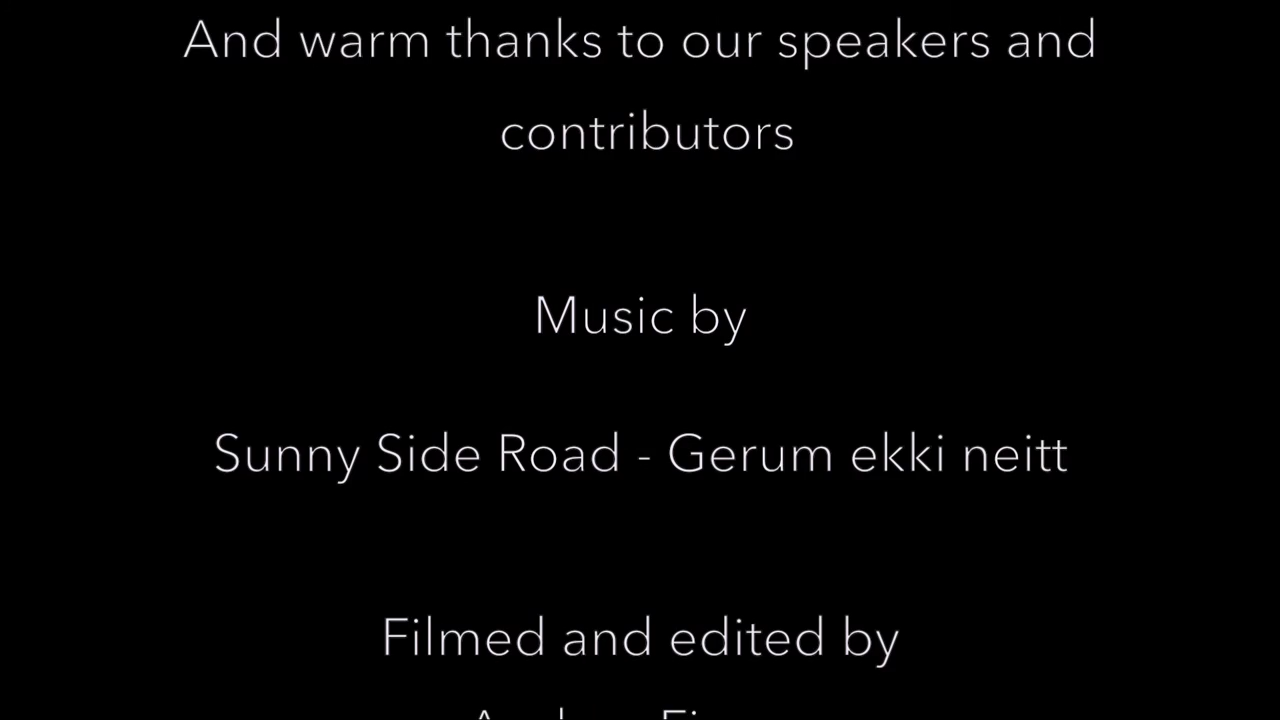 And warm thanks to our speakers and
contributors
Music by
Sunny Side Road - Gerum ekki neitt
Filmed and edited by